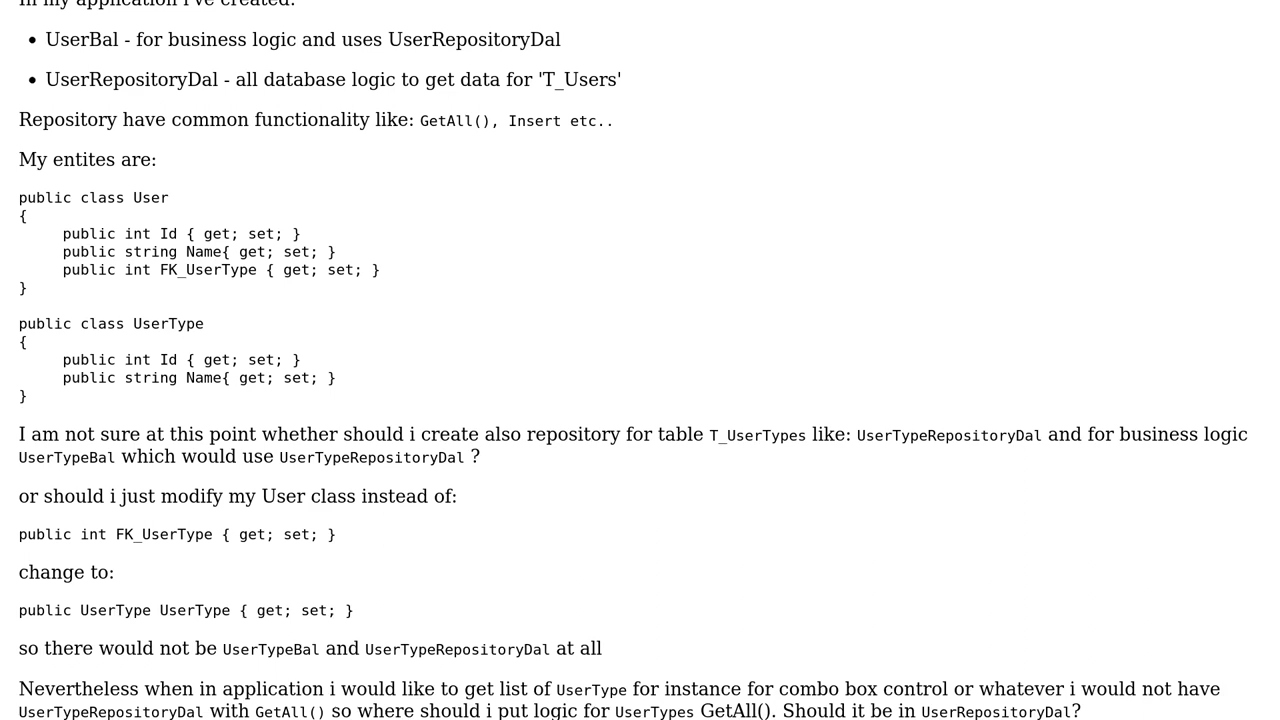 In my application i've created:
• UserBal - for business logic and uses UserRepositoryDal
• UserRepositoryDal - all database logic to get data for 'T_Users'
Repository have common functionality like: GetAll(), Insert etc..
My entites are:
public class User
{
     public int Id { get; set; }
     public string Name{ get; set; }
     public int FK_UserType { get; set; }
}
public class UserType
{
     public int Id { get; set; }
     public string Name{ get; set; }
}
I am not sure at this point whether should i create also repository for table T_UserTypes like: UserTypeRepositoryDal and for business logic
UserTypeBal which would use UserTypeRepositoryDal ?
or should i just modify my User class instead of:
public int FK_UserType { get; set; }
change to:
public UserType UserType { get; set; }
so there would not be UserTypeBal and UserTypeRepositoryDal at all
Nevertheless when in application i would like to get list of UserType for instance for combo box control or whatever i would not have
UserTypeRepositoryDal with GetAll() so where should i put logic for UserTypes GetAll(). Should it be in UserRepositoryDal?